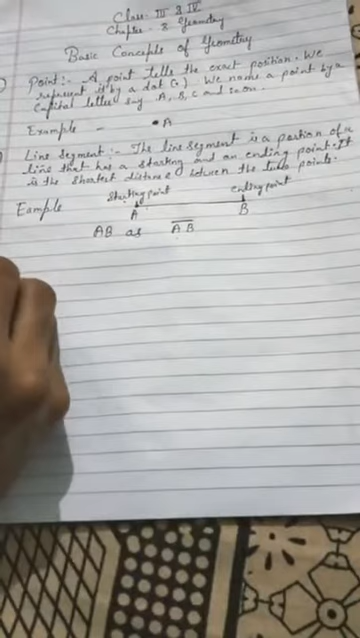 Class- III & IV
Chapter - 8 Geometry
Basic Concepts of Geometry
Point:- A point tells the exact position. We
represent it by a dot (.). We name a point by a
Capital letter say A, B, C and so on.
Example - • A
Line Segment:- The line segment is a portion of a
line that has a starting and an ending point. It
is the shortest distance between the two points.
Eample Starting point Ending point
A B
AB as A̅B̅